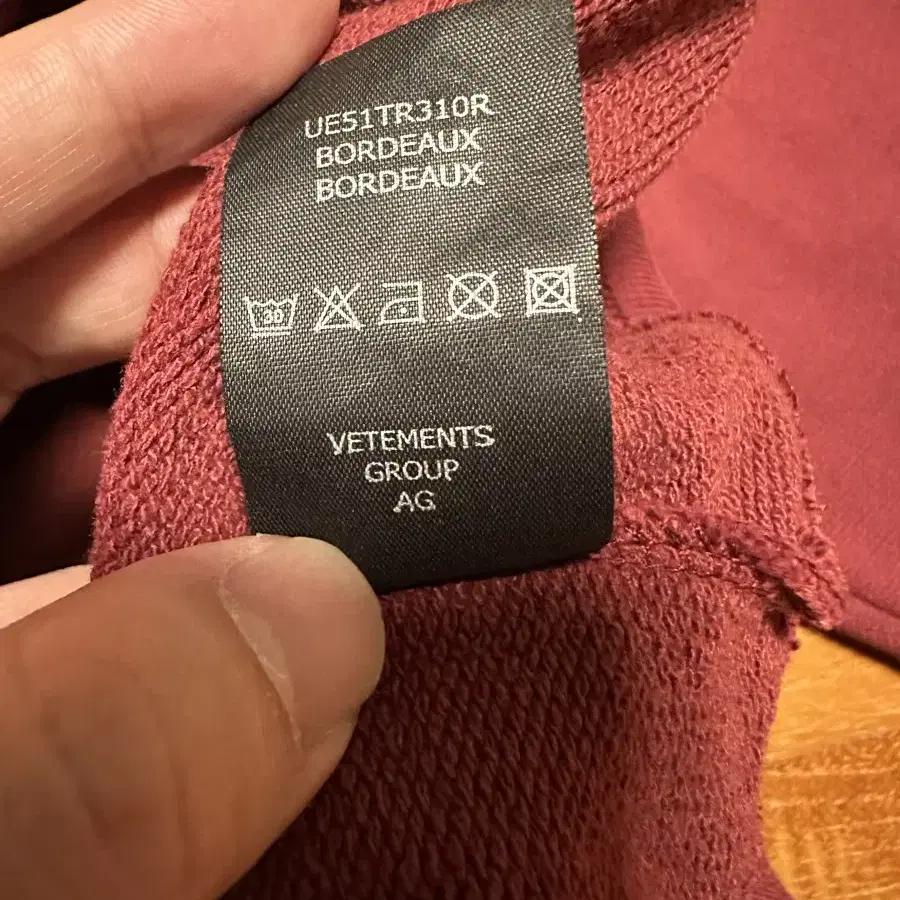 UE51TR310R
BORDEAUX
BORDEAUX
30
VETEMENTS
GROUP
AG